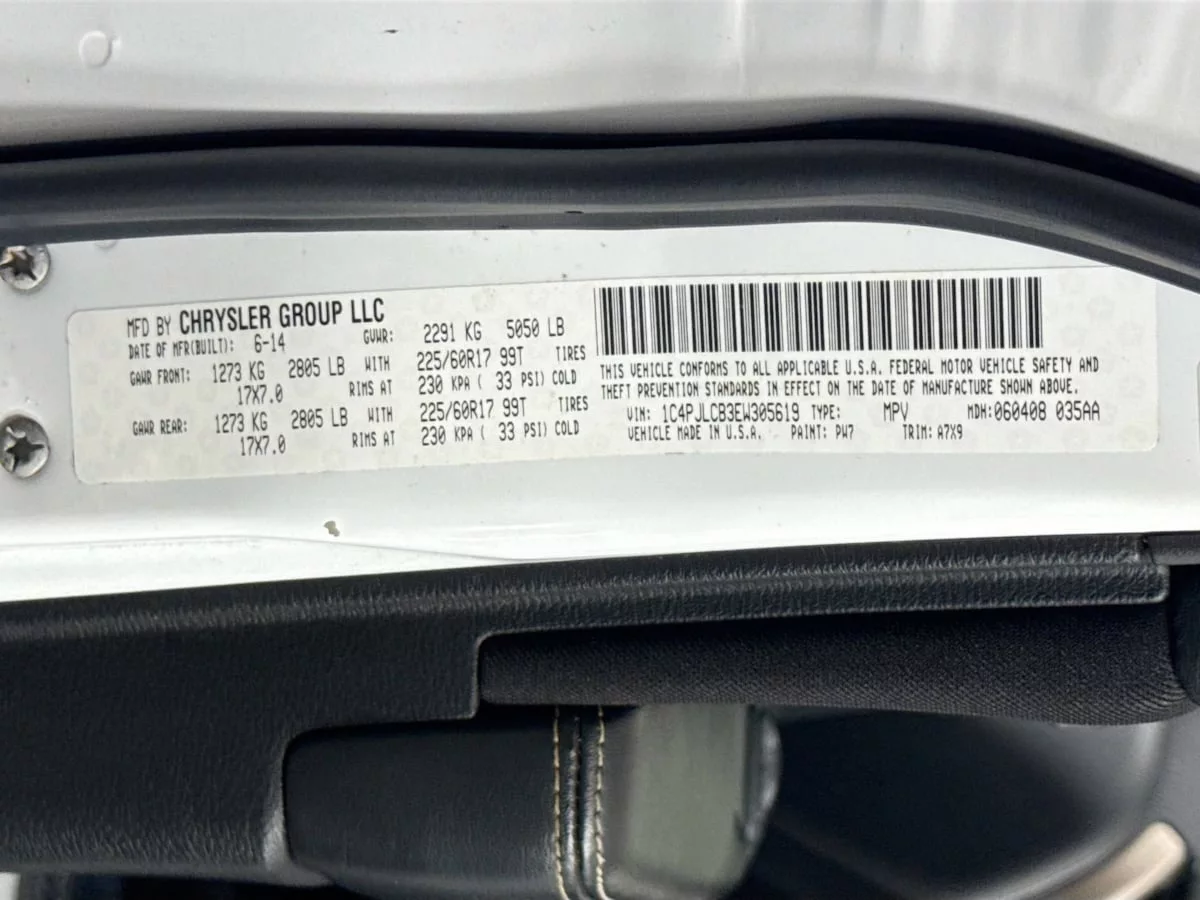 MFD BY CHRYSLER GROUP LLC
DATE OF MFR(BUILT): 6-14 GVWR: 2291 KG 5050 LB
GAWR FRONT: 1273 KG 2805 LB WITH 225/60R17 99T TIRES
17X7.0 RIMS AT 230 KPA ( 33 PSI) COLD
GAWR REAR: 1273 KG 2805 LB WITH 225/60R17 99T TIRES
17X7.0 RIMS AT 230 KPA ( 33 PSI) COLD
THIS VEHICLE CONFORMS TO ALL APPLICABLE U.S.A. FEDERAL MOTOR VEHICLE SAFETY AND
THEFT PREVENTION STANDARDS IN EFFECT ON THE DATE OF MANUFACTURE SHOWN ABOVE.
VIN: 1C4PJLCB3EW305619 TYPE: MPV MDH:060408 035AA
VEHICLE MADE IN U.S.A. PAINT: PW7 TRIM: A7X9